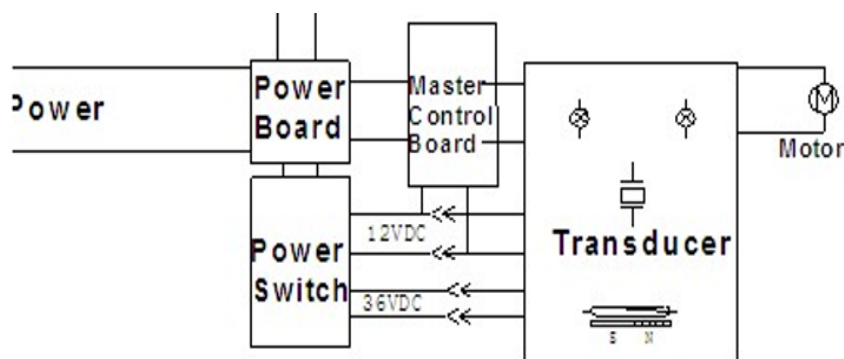 Power
Power
Board
Master
Control
Board
M
Motor
Power
Switch
12VDC
36VDC
Transducer
S N